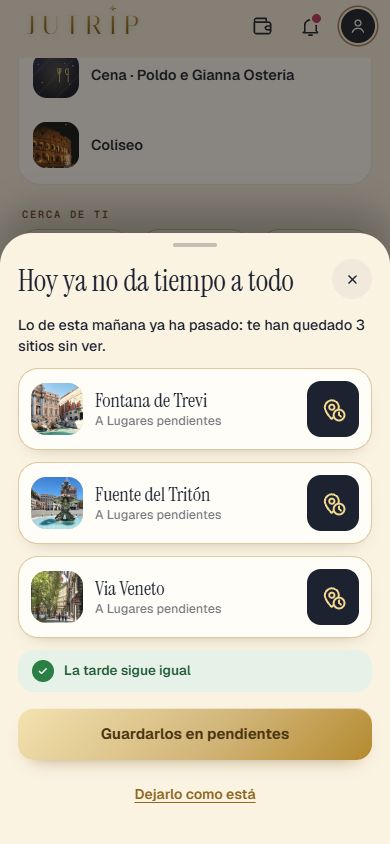 JUTRIP
Cena · Poldo e Gianna Osteria
Coliseo
CERCA DE TI
Hoy ya no da tiempo a todo
Lo de esta mañana ya ha pasado: te han quedado 3
sitios sin ver.
Fontana de Trevi
A Lugares pendientes
Fuente del Tritón
A Lugares pendientes
Via Veneto
A Lugares pendientes
La tarde sigue igual
Guardarlos en pendientes
Dejarlo como está